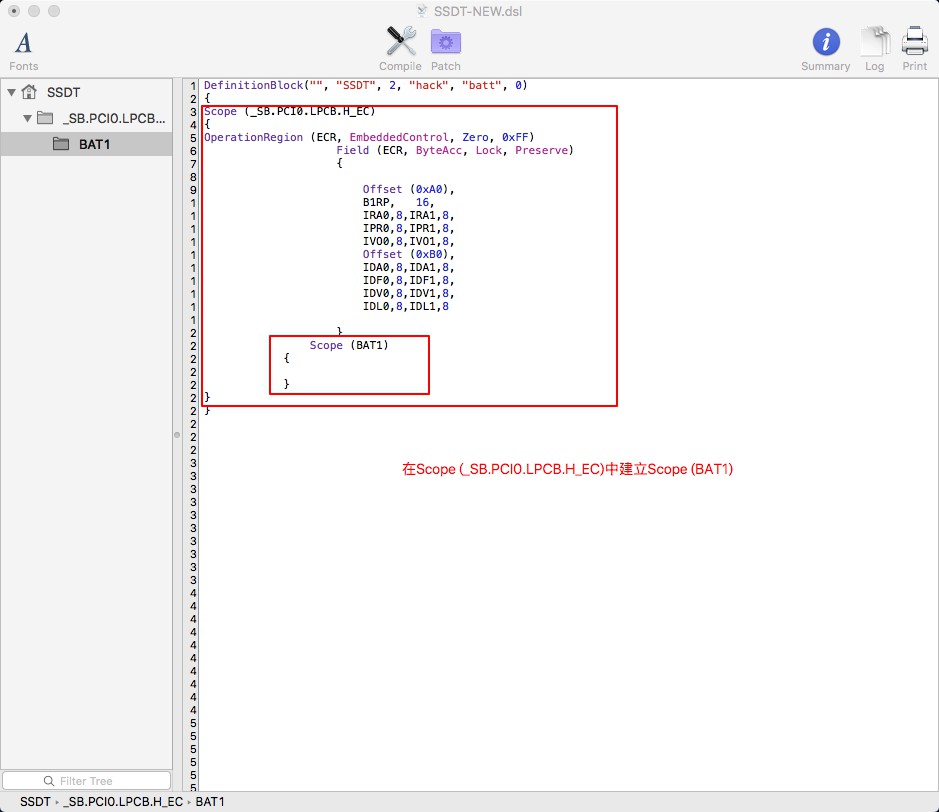 SSDT-NEW.dsl
Fonts
Compile
Patch
Summary
Log
Print
SSDT
_SB.PCI0.LPCB...
BAT1
1 DefinitionBlock("", "SSDT", 2, "hack", "batt", 0)
2 {
3 Scope (_SB.PCI0.LPCB.H_EC)
4 {
5 OperationRegion (ECR, EmbeddedControl, Zero, 0xFF)
6 Field (ECR, ByteAcc, Lock, Preserve)
7 {
8
9 Offset (0xA0),
1 B1RP, 16,
1 IRA0,8,IRA1,8,
1 IPR0,8,IPR1,8,
1 IVO0,8,IVO1,8,
1 Offset (0xB0),
1 IDA0,8,IDA1,8,
1 IDF0,8,IDF1,8,
1 IDV0,8,IDV1,8,
1 IDL0,8,IDL1,8
1
2 }
2 Scope (BAT1)
2 {
2
2 }
2 }
2 }
2
2
2
3
3
3
3
3
3
3
3
3
3
4
4
4
4
4
4
4
4
4
4
5
5
5
5
5
5
在Scope (_SB.PCI0.LPCB.H_EC)中建立Scope (BAT1)
Filter Tree
SSDT › _SB.PCI0.LPCB.H_EC › BAT1